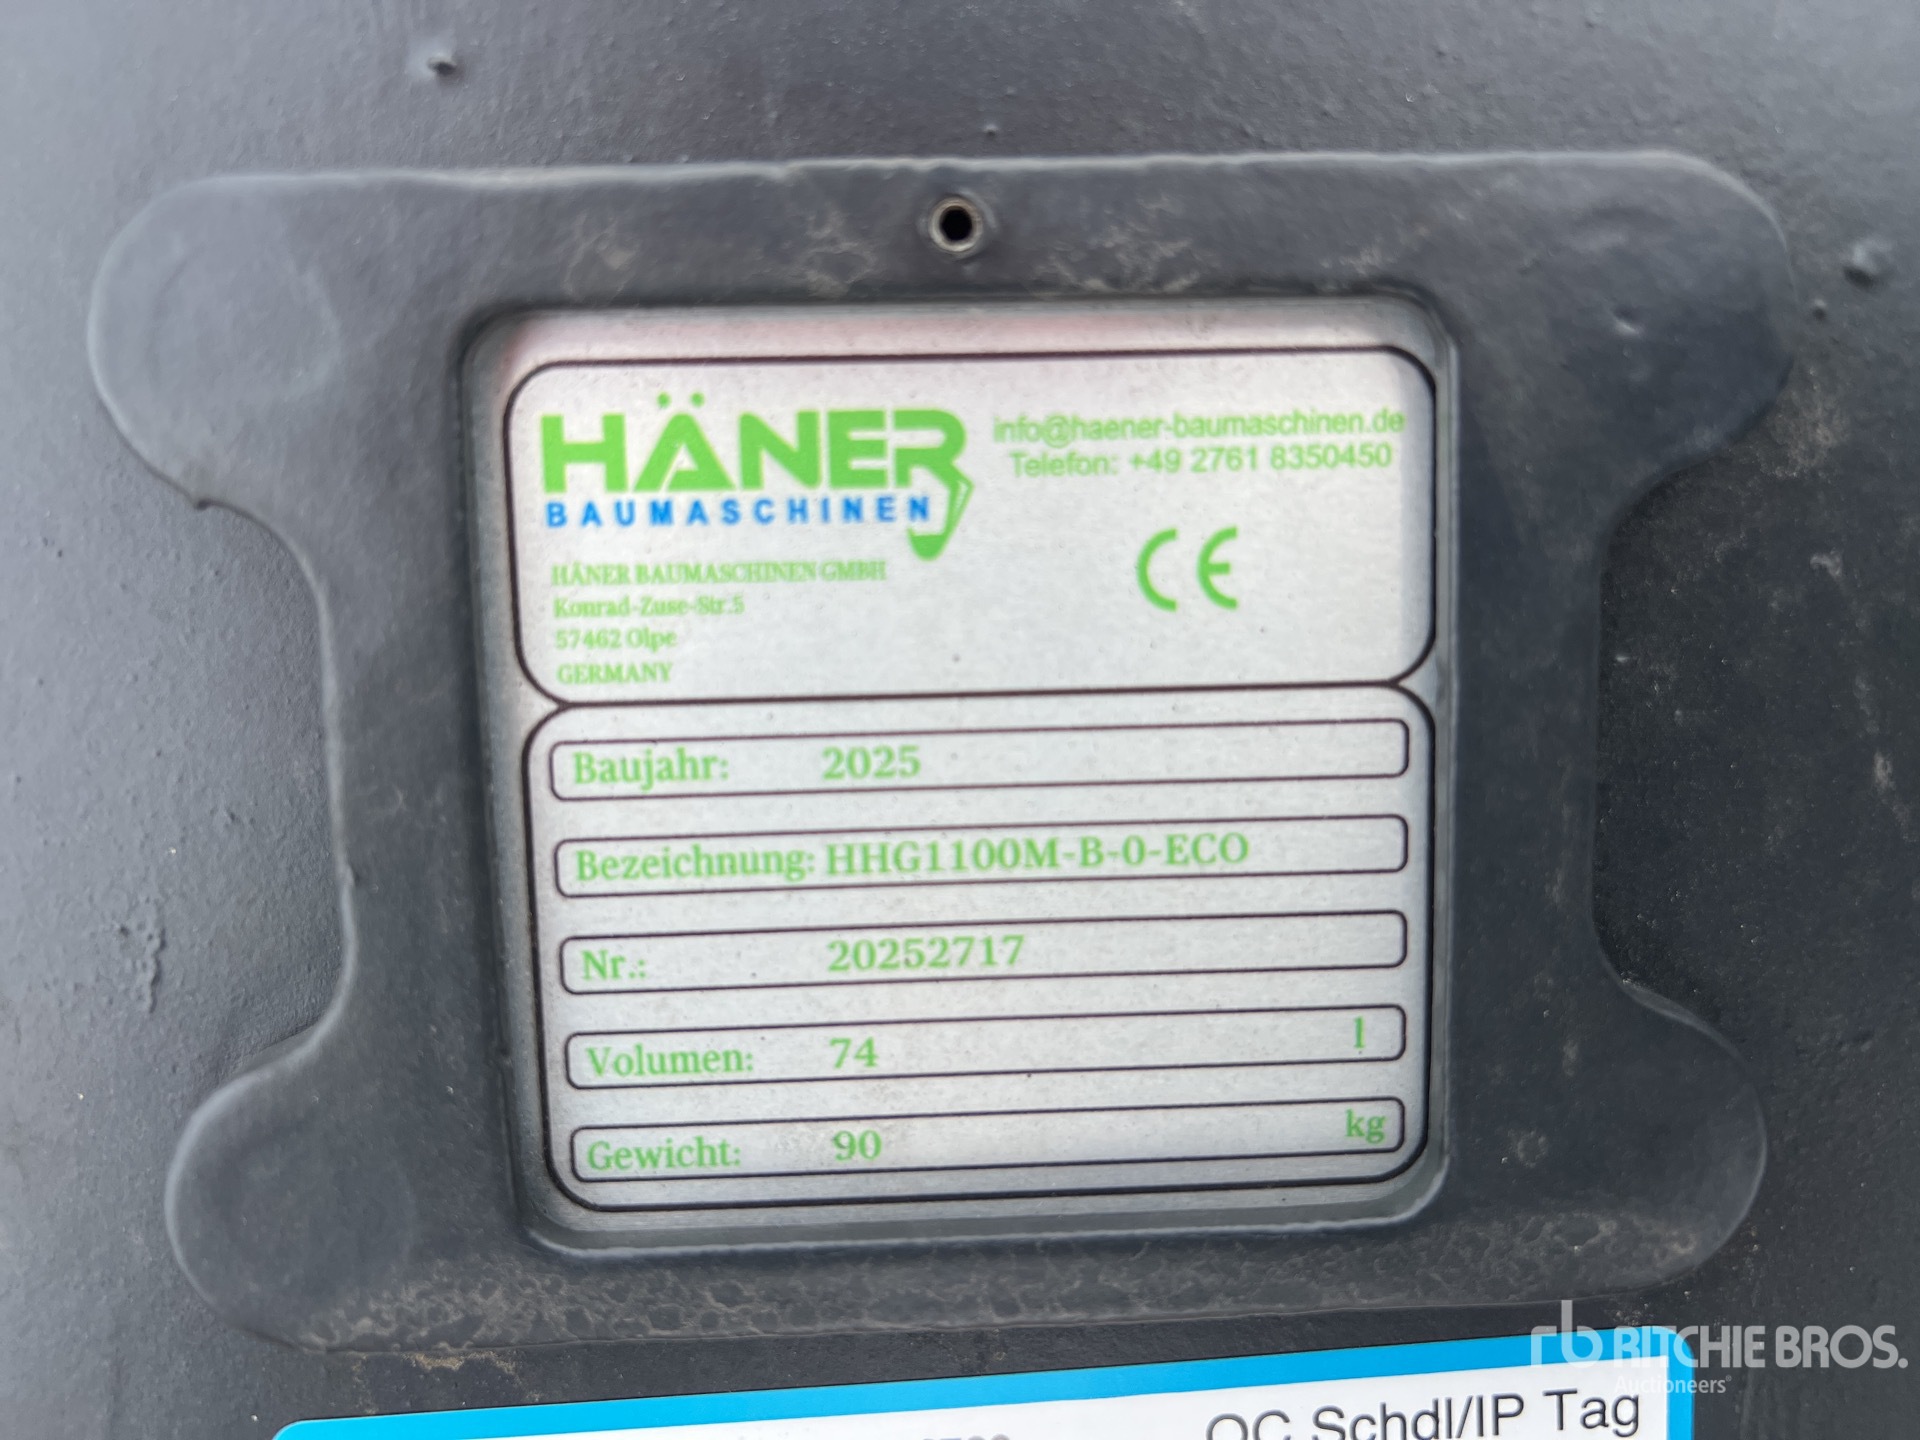 HÄNER
BAUMASCHINEN
info@haener-baumaschinen.de
Telefon: +49 2761 8350450
HÄNER BAUMASCHINEN GMBH
Konrad-Zuse-Str.5
57462 Olpe
GERMANY
CE
Baujahr: 2025
Bezeichnung: HHG1100M-B-0-ECO
Nr.: 20252717
Volumen: 74 l
Gewicht: 90 kg
rb RITCHIE BROS.
Auctioneers
QC Schdl/IP Tag